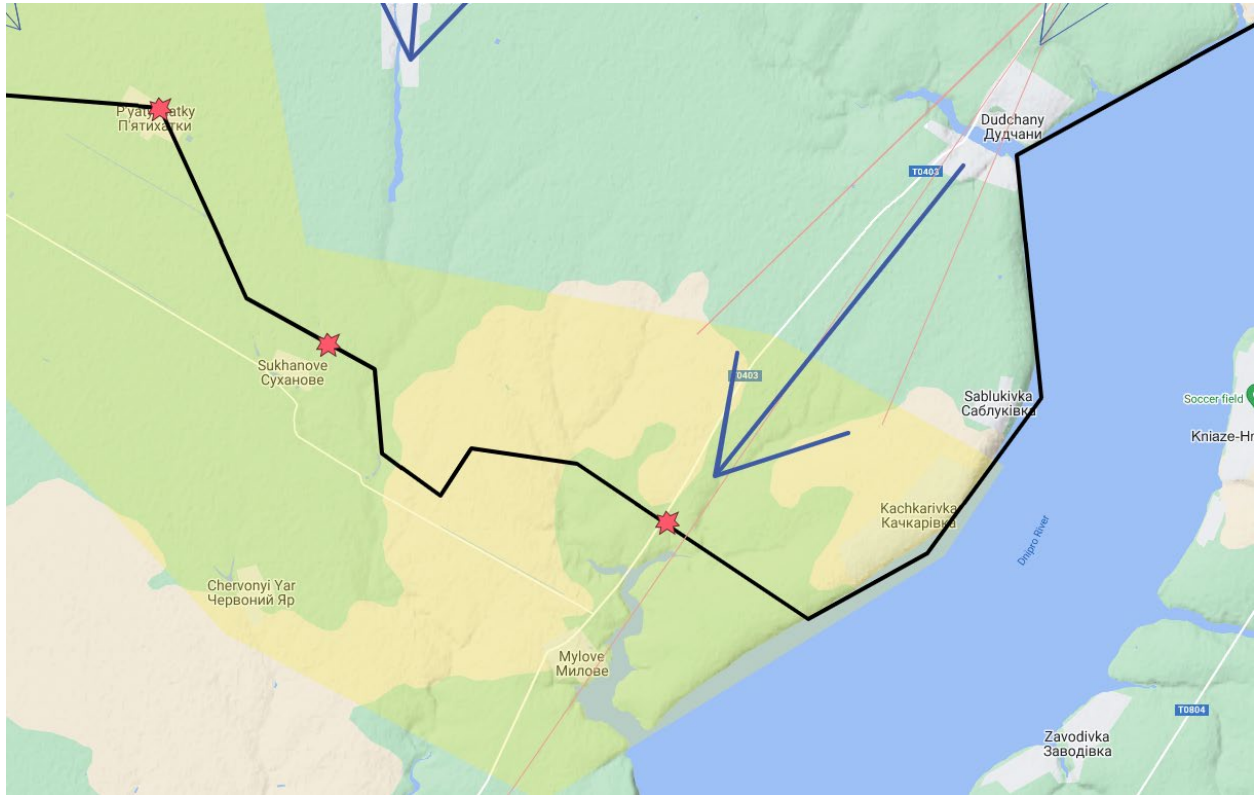 Dudchany
Дудчани
T0403
P'yatykhatky
П'ятихатки
Sukhanove
Суханове
T0403
Sablukivka
Саблуківка
Soccer field
Kniaze-Hr
Kachkarivka
Качкарівка
Dnipro River
Chervonyi Yar
Червоний Яр
Mylove
Милове
T0804
Zavodivka
Заводівка